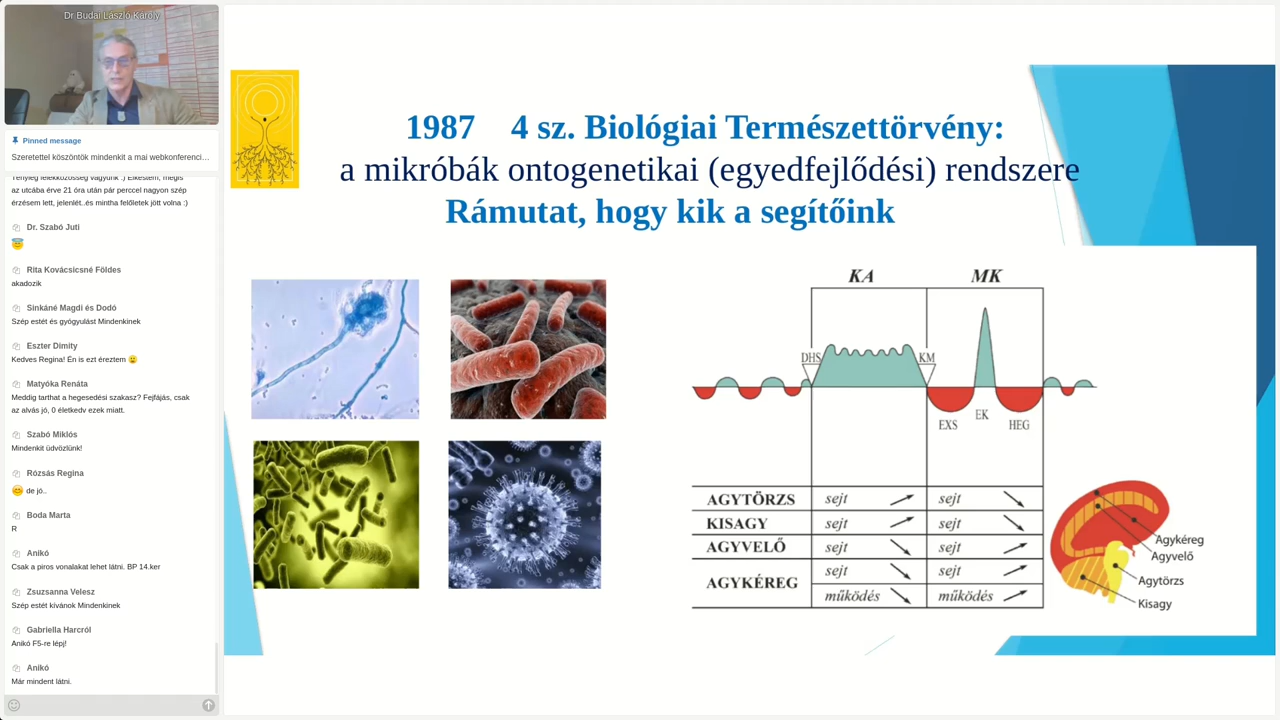 Dr Budai László Károly
Pinned message
Szeretettel köszöntök mindenkit a mai webkonferenci…
Tényleg lélekközösség vagyunk :) Elkéstem, mégis
az utcába érve 21 óra után pár perccel nagyon szép
érzésem lett, jelenlét..és mintha felőletek jött volna :)
Dr. Szabó Juti
Rita Kovácsicsné Földes
akadozik
Sinkáné Magdi és Dodó
Szép estét és gyógyulást Mindenkinek
Eszter Dimity
Kedves Regina! Én is ezt éreztem 🙂
Matyóka Renáta
Meddig tarthat a hegesedési szakasz? Fejfájás, csak
az alvás jó, 0 életkedv ezek miatt.
Szabó Miklós
Mindenkit üdvözlünk!
Rózsás Regina
😊 de jó..
Boda Marta
R
Anikó
Csak a piros vonalakat lehet látni. BP 14.ker
Zsuzsanna Velesz
Szép estét kívánok Mindenkinek
Gabriella Harcról
Anikó F5-re lépj!
Anikó
Már mindent látni.
1987 4 sz. Biológiai Természettörvény:
a mikróbák ontogenetikai (egyedfejlődési) rendszere
Rámutat, hogy kik a segítőink
KA MK
DHS KM
EXS EK HEG
AGYTÖRZS sejt sejt
KISAGY sejt sejt
AGYVELŐ sejt sejt
AGYKÉREG sejt sejt
működés működés
Agykéreg
Agyvelő
Agytörzs
Kisagy